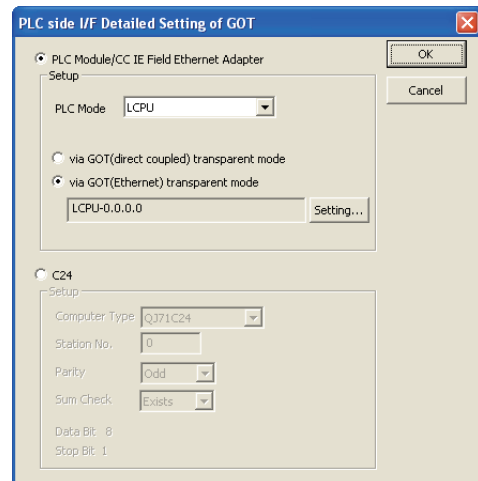 PLC side I/F Detailed Setting of GOT
OK
Cancel
PLC Module/CC IE Field Ethernet Adapter
Setup
PLC Mode LCPU
via GOT(direct coupled) transparent mode
via GOT(Ethernet) transparent mode
LCPU-0.0.0.0 Setting...
C24
Setup
Computer Type QJ71C24
Station No. 0
Parity Odd
Sum Check Exists
Data Bit 8
Stop Bit 1